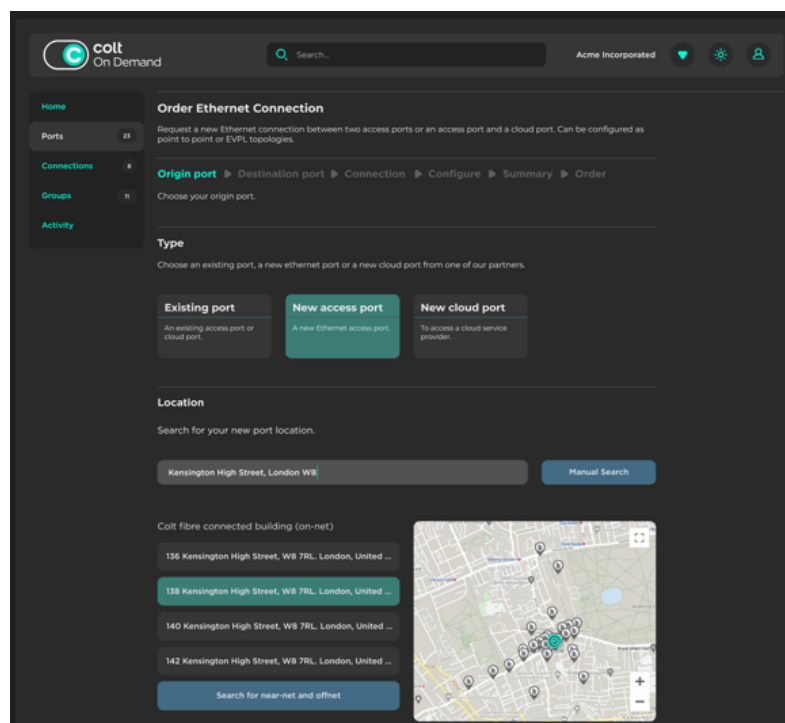 colt
On Demand
Search..
Acme Incorporated
Home
Ports 23
Connections 8
Groups 11
Activity
Order Ethernet Connection
Request a new Ethernet connection between two access ports or an access port and a cloud port. Can be configured as
point to point or EVPL topologies.
Origin port Destination port Connection Configure Summary Order
Choose your origin port.
Type
Choose an existing port, a new ethernet port or a new cloud port from one of our partners.
Existing port
An existing access port or
cloud port.
New access port
A new Ethernet access port.
New cloud port
To access a cloud service
provider.
Location
Search for your new port location.
Kensington High Street, London W8
Manual Search
Colt fibre connected building (on-net)
136 Kensington High Street, W8 7RL. London, United ...
138 Kensington High Street, W8 7RL. London, United ...
140 Kensington High Street, W8 7RL. London, United ...
142 Kensington High Street, W8 7RL. London, United ...
Search for near-net and offnet
+
−